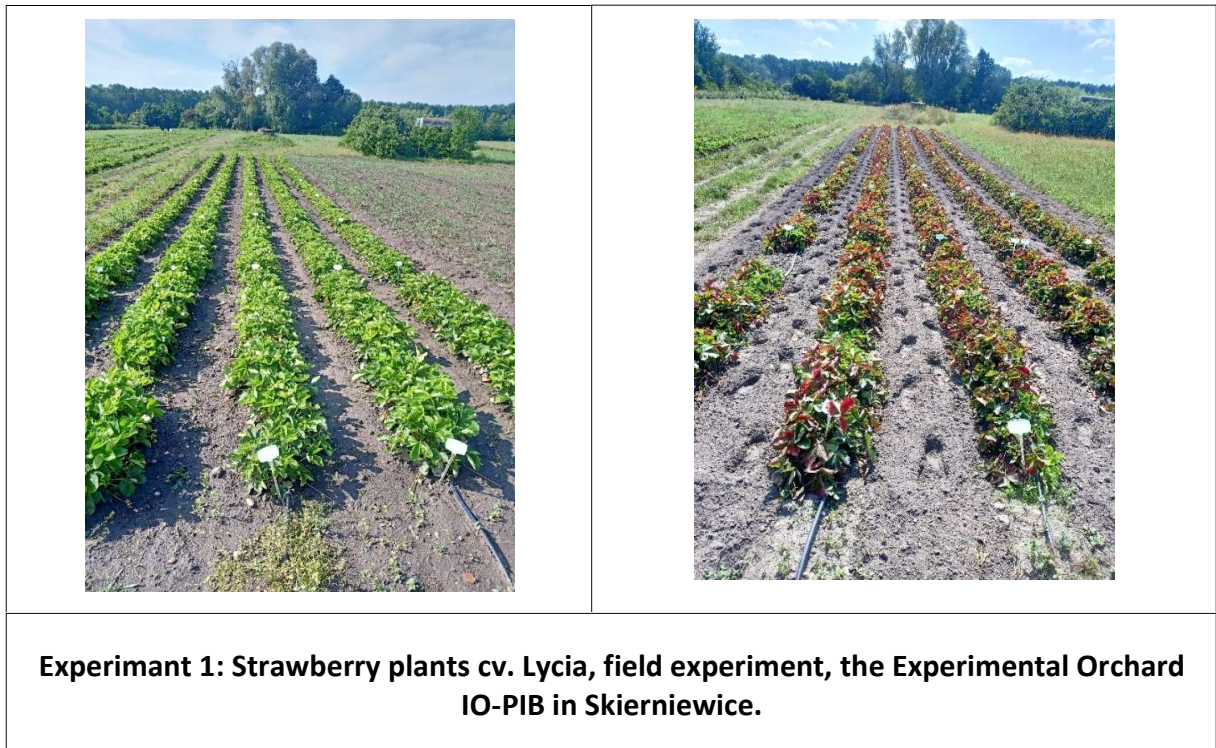 Experimant 1: Strawberry plants cv. Lycia, field experiment, the Experimental Orchard
IO-PIB in Skierniewice.